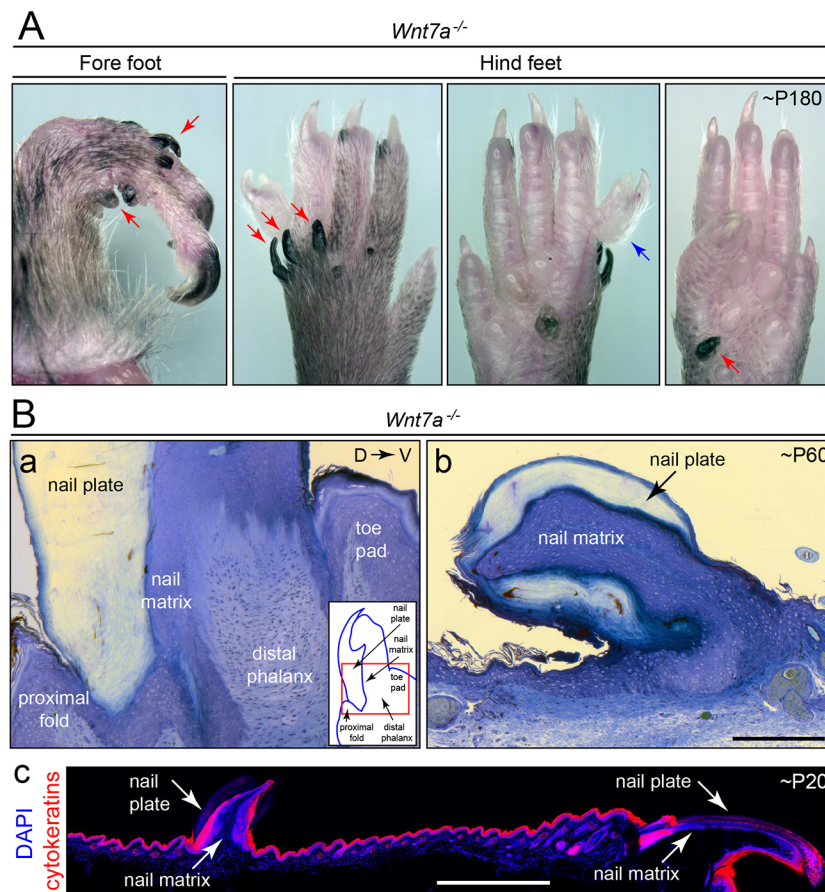 A
Wnt7a-/-
Fore foot
Hind feet
~P180
B
Wnt7a-/-
a
D → V
nail plate
nail
matrix
toe
pad
distal
phalanx
proximal
fold
nail
plate
nail
matrix
toe
pad
proximal
fold
distal
phalanx
b
~P60
nail plate
nail matrix
c
~P20
nail
plate
nail matrix
nail plate
nail matrix
DAPI
cytokeratins